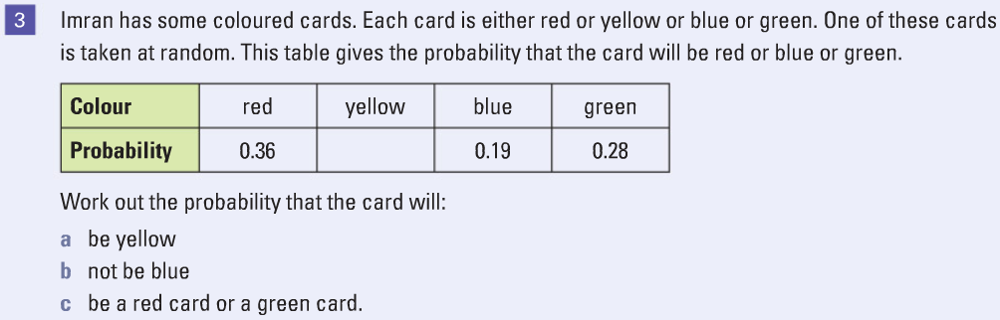 3 Imran has some coloured cards. Each card is either red or yellow or blue or green. One of these cards
is taken at random. This table gives the probability that the card will be red or blue or green.
Colour red yellow blue green
Probability 0.36 0.19 0.28
Work out the probability that the card will:
a be yellow
b not be blue
c be a red card or a green card.